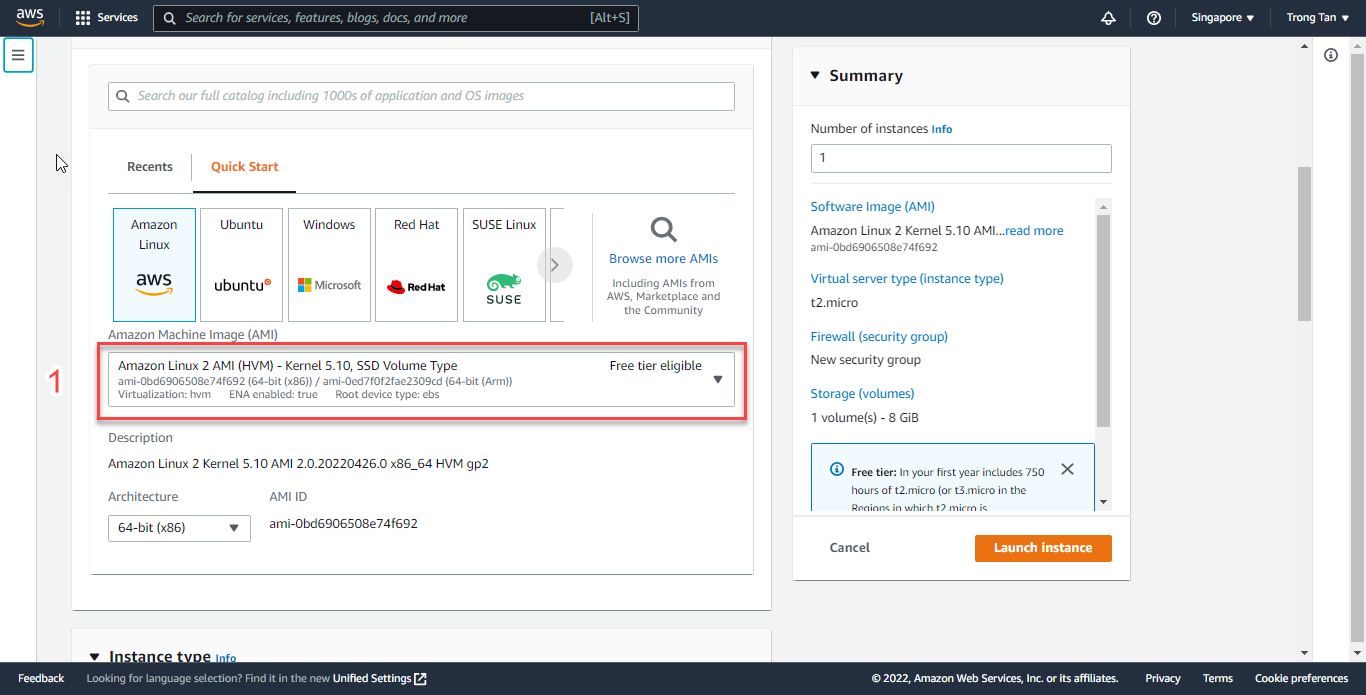 aws
Services
Search for services, features, blogs, docs, and more
[Alt+S]
Singapore
Trong Tan
Search our full catalog including 1000s of application and OS images
Recents
Quick Start
Amazon
Linux
aws
Ubuntu
ubuntu
Windows
Microsoft
Red Hat
Red Hat
SUSE Linux
SUSE
Browse more AMIs
Including AMIs from
AWS, Marketplace and
the Community
Amazon Machine Image (AMI)
1
Amazon Linux 2 AMI (HVM) - Kernel 5.10, SSD Volume Type
Free tier eligible
ami-0bd6906508e74f692 (64-bit (x86)) / ami-0ed7f0f2fae2309cd (64-bit (Arm))
Virtualization: hvm ENA enabled: true Root device type: ebs
Description
Amazon Linux 2 Kernel 5.10 AMI 2.0.20220426.0 x86_64 HVM gp2
Architecture
AMI ID
64-bit (x86)
ami-0bd6906508e74f692
Instance type Info
Summary
Number of instances Info
1
Software Image (AMI)
Amazon Linux 2 Kernel 5.10 AMI...read more
ami-0bd6906508e74f692
Virtual server type (instance type)
t2.micro
Firewall (security group)
New security group
Storage (volumes)
1 volume(s) - 8 GiB
Free tier: In your first year includes 750
hours of t2.micro (or t3.micro in the
Regions in which t2.micro is
Cancel
Launch instance
Feedback
Looking for language selection? Find it in the new Unified Settings
© 2022, Amazon Web Services, Inc. or its affiliates.
Privacy
Terms
Cookie preferences